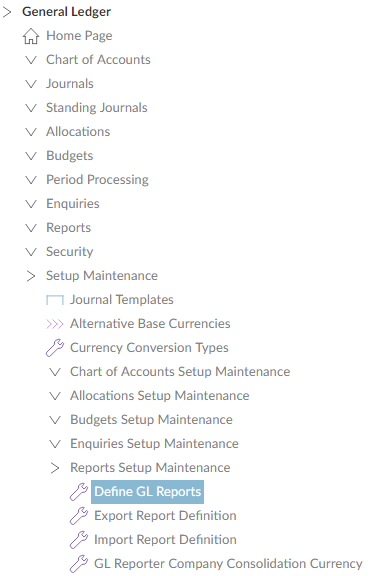 General Ledger
Home Page
Chart of Accounts
Journals
Standing Journals
Allocations
Budgets
Period Processing
Enquiries
Reports
Security
Setup Maintenance
Journal Templates
Alternative Base Currencies
Currency Conversion Types
Chart of Accounts Setup Maintenance
Allocations Setup Maintenance
Budgets Setup Maintenance
Enquiries Setup Maintenance
Reports Setup Maintenance
Define GL Reports
Export Report Definition
Import Report Definition
GL Reporter Company Consolidation Currency